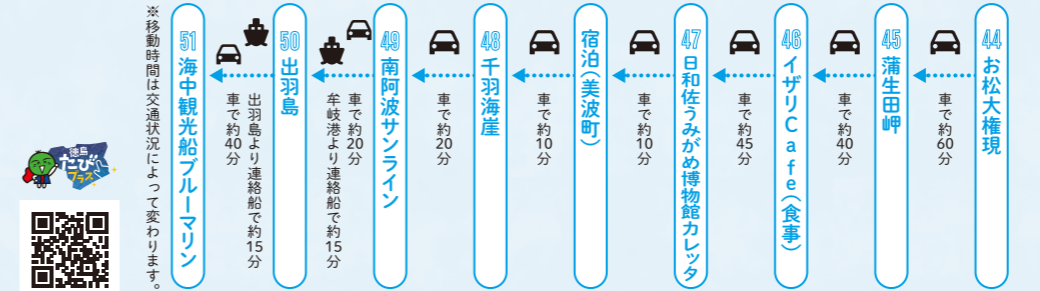 44 お松大権現
車で約60分
45 蒲生田岬
車で約40分
46 イザリCafe(食事)
車で約45分
47 日和佐うみがめ博物館カレッタ
車で約10分
宿泊(美波町)
車で約10分
48 千羽海崖
車で約20分
49 南阿波サンライン
車で約20分
牟岐港より連絡船で約15分
50 出羽島
出羽島より連絡船で約15分
車で約40分
51 海中観光船ブルーマリン
※移動時間は交通状況によって変わります。
徳島
たび
プラス